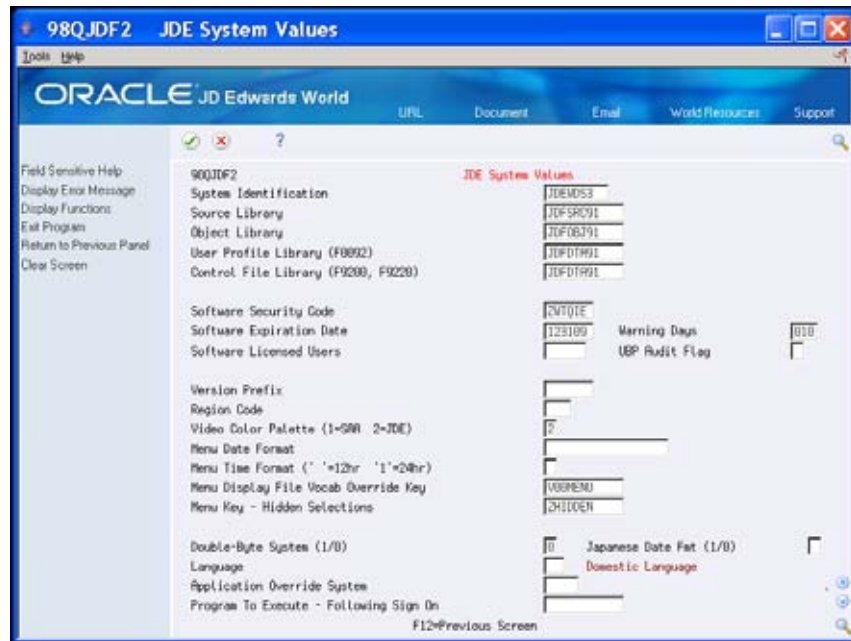 98QJDF2 JDE System Values
Tools Help
ORACLE JD Edwards World
URL Document Email World Resources Support
?
Field Sensitive Help
Display Error Message
Display Functions
Exit Program
Return to Previous Panel
Clear Screen
98QJDF2 JDE System Values
System Identification JDEWDS3
Source Library JDFSRC91
Object Library JDFOBJ91
User Profile Library (F0092) JDFDTA91
Control File Library (F9200, F9220) JDFDTA91
Software Security Code ZWTQIE
Software Expiration Date 123109 Warning Days 010
Software Licensed Users UBP Audit Flag
Version Prefix
Region Code
Video Color Palette (1=SAA 2=JDE) 2
Menu Date Format
Menu Time Format (' '=12hr '1'=24hr)
Menu Display File Vocab Override Key V00MENU
Menu Key - Hidden Selections ZHIDDEN
Double-Byte System (1/0) 0 Japanese Date Fmt (1/0)
Language Domestic Language
Application Override System
Program To Execute - Following Sign On
F12=Previous Screen